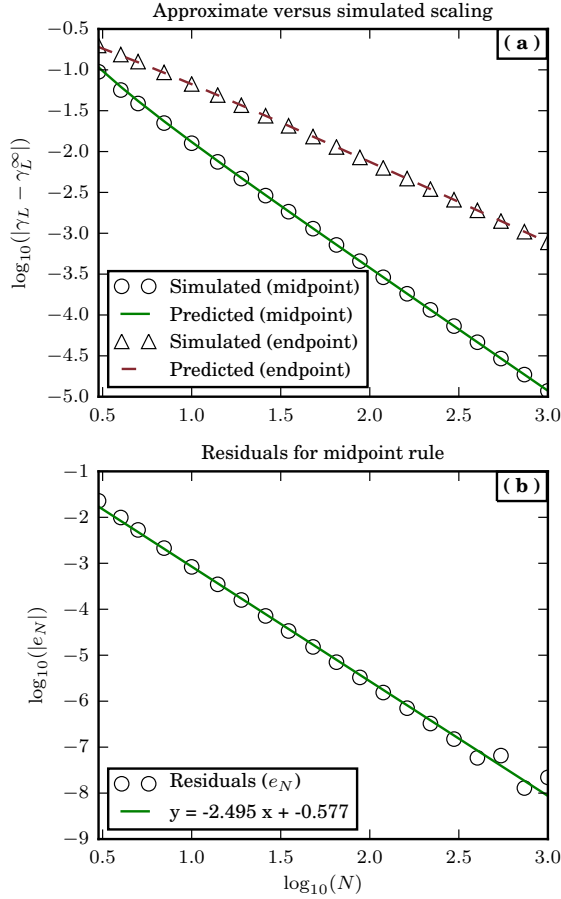 Approximate versus simulated scaling
( a )
−0.5
−1.0
−1.5
−2.0
−2.5
−3.0
−3.5
−4.0
−4.5
−5.0
log₁₀(|γ_L − γ_L^∞|)
Simulated (midpoint)
Predicted (midpoint)
Simulated (endpoint)
Predicted (endpoint)
0.5 1.0 1.5 2.0 2.5 3.0
Residuals for midpoint rule
( b )
−1
−2
−3
−4
−5
−6
−7
−8
−9
log₁₀(|e_N|)
Residuals (e_N)
y = -2.495 x + -0.577
0.5 1.0 1.5 2.0 2.5 3.0
log₁₀(N)